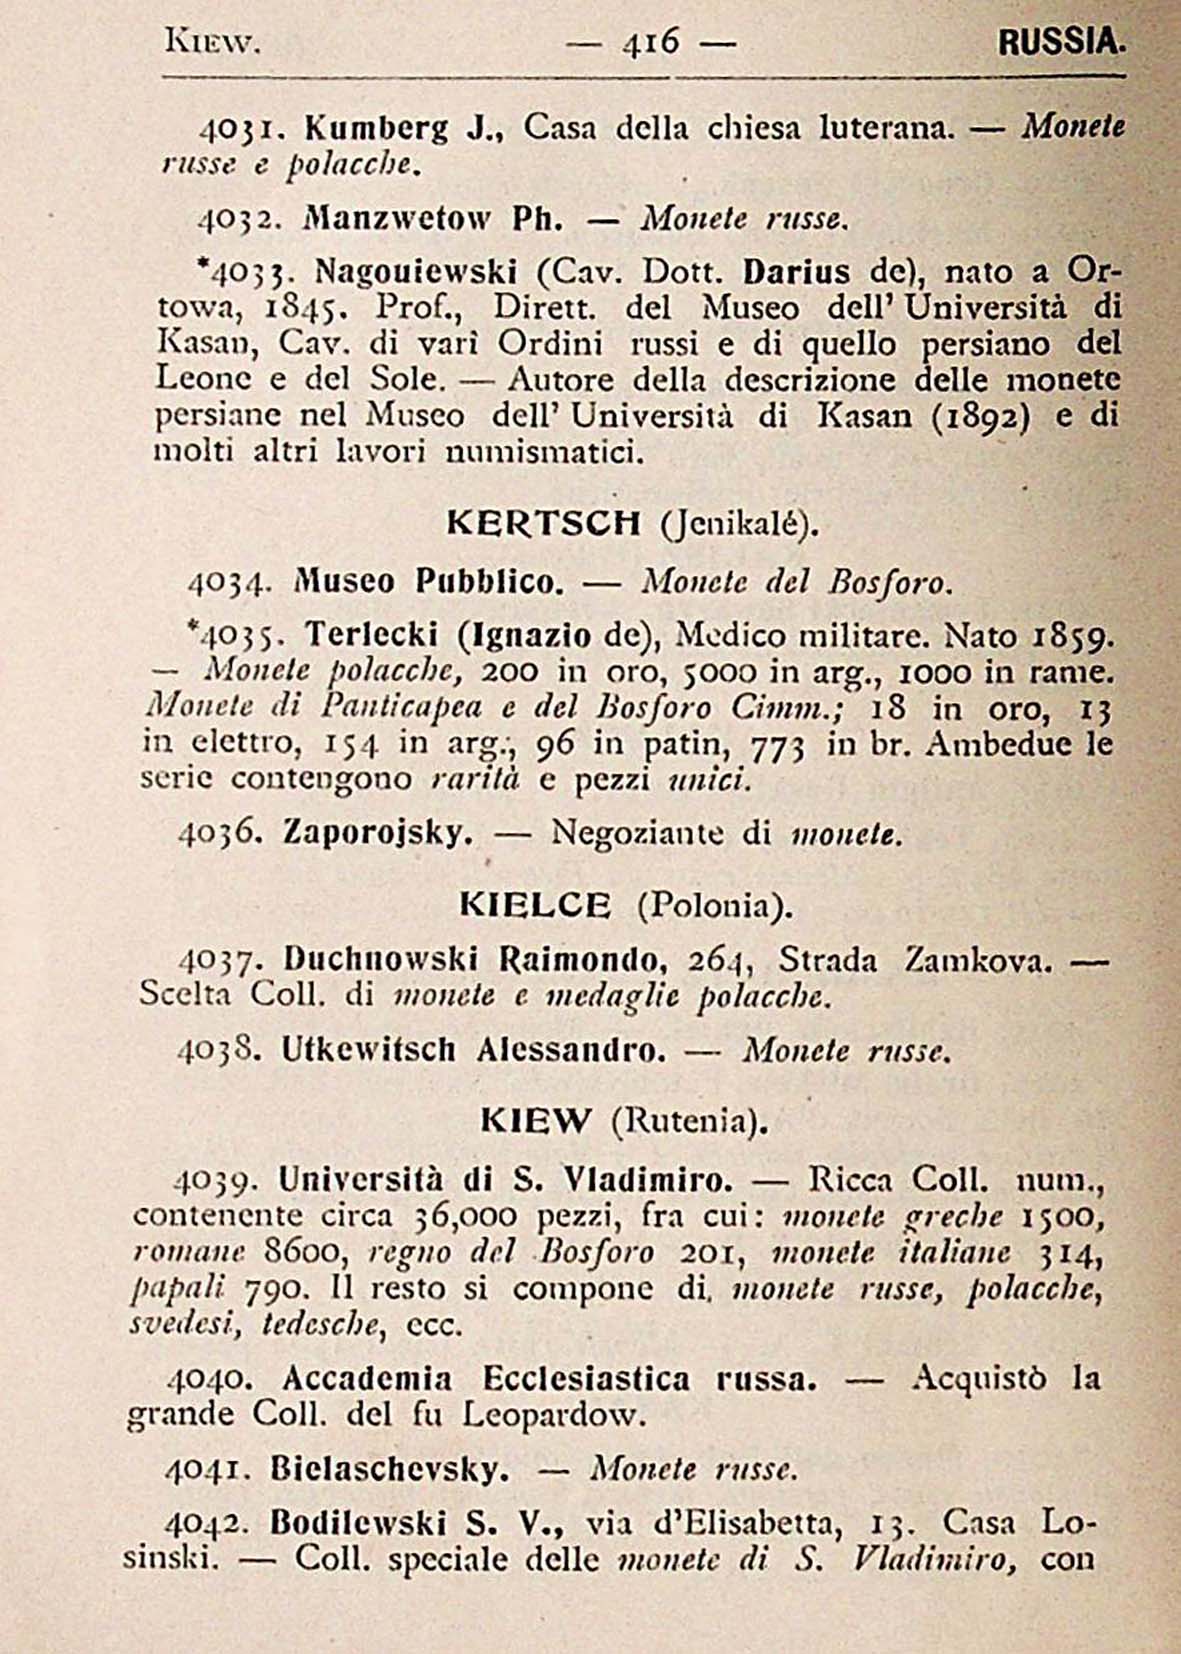 Kiew. — 416 — RUSSIA.
4031. Kumberg J., Casa della chiesa luterana. — Monete
russe e polacche.
4032. Manzwetow Ph. — Monete russe.
*4033. Nagouiewski (Cav. Dott. Darius de), nato a Or-
towa, 1845. Prof., Dirett. del Museo dell' Università di
Kasan, Cav. di varî Ordini russi e di quello persiano del
Leone e del Sole. — Autore della descrizione delle monete
persiane nel Museo dell' Università di Kasan (1892) e di
molti altri lavori numismatici.
KERTSCH (Jenikalé).
4034. Museo Pubblico. — Monete del Bosforo.
*4035. Terlecki (Ignazio de), Medico militare. Nato 1859.
— Monete polacche, 200 in oro, 5000 in arg., 1000 in rame.
Monete di Panticapea e del Bosforo Cimm.; 18 in oro, 13
in elettro, 154 in arg., 96 in patin, 773 in br. Ambedue le
serie contengono rarità e pezzi unici.
4036. Zaporojsky. — Negoziante di monete.
KIELCE (Polonia).
4037. Duchnowski Raimondo, 264, Strada Zamkova. —
Scelta Coll. di monete e medaglie polacche.
4038. Utkewitsch Alessandro. — Monete russe.
KIEW (Rutenia).
4039. Università di S. Vladimiro. — Ricca Coll. num.,
contenente circa 36,000 pezzi, fra cui: monete greche 1500,
romane 8600, regno del Bosforo 201, monete italiane 314,
papali 790. Il resto si compone di, monete russe, polacche,
svedesi, tedesche, ecc.
4040. Accademia Ecclesiastica russa. — Acquistò la
grande Coll. del fu Leopardow.
4041. Bielaschevsky. — Monete russe.
4042. Bodilewski S. V., via d'Elisabetta, 13. Casa Lo-
sinski. — Coll. speciale delle monete di S. Vladimiro, con